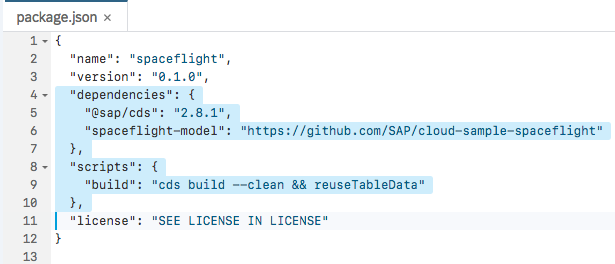 package.json ×
1 {
2 "name": "spaceflight",
3 "version": "0.1.0",
4 "dependencies": {
5 "@sap/cds": "2.8.1",
6 "spaceflight-model": "https://github.com/SAP/cloud-sample-spaceflight"
7 },
8 "scripts": {
9 "build": "cds build --clean && reuseTableData"
10 },
11 "license": "SEE LICENSE IN LICENSE"
12 }
13